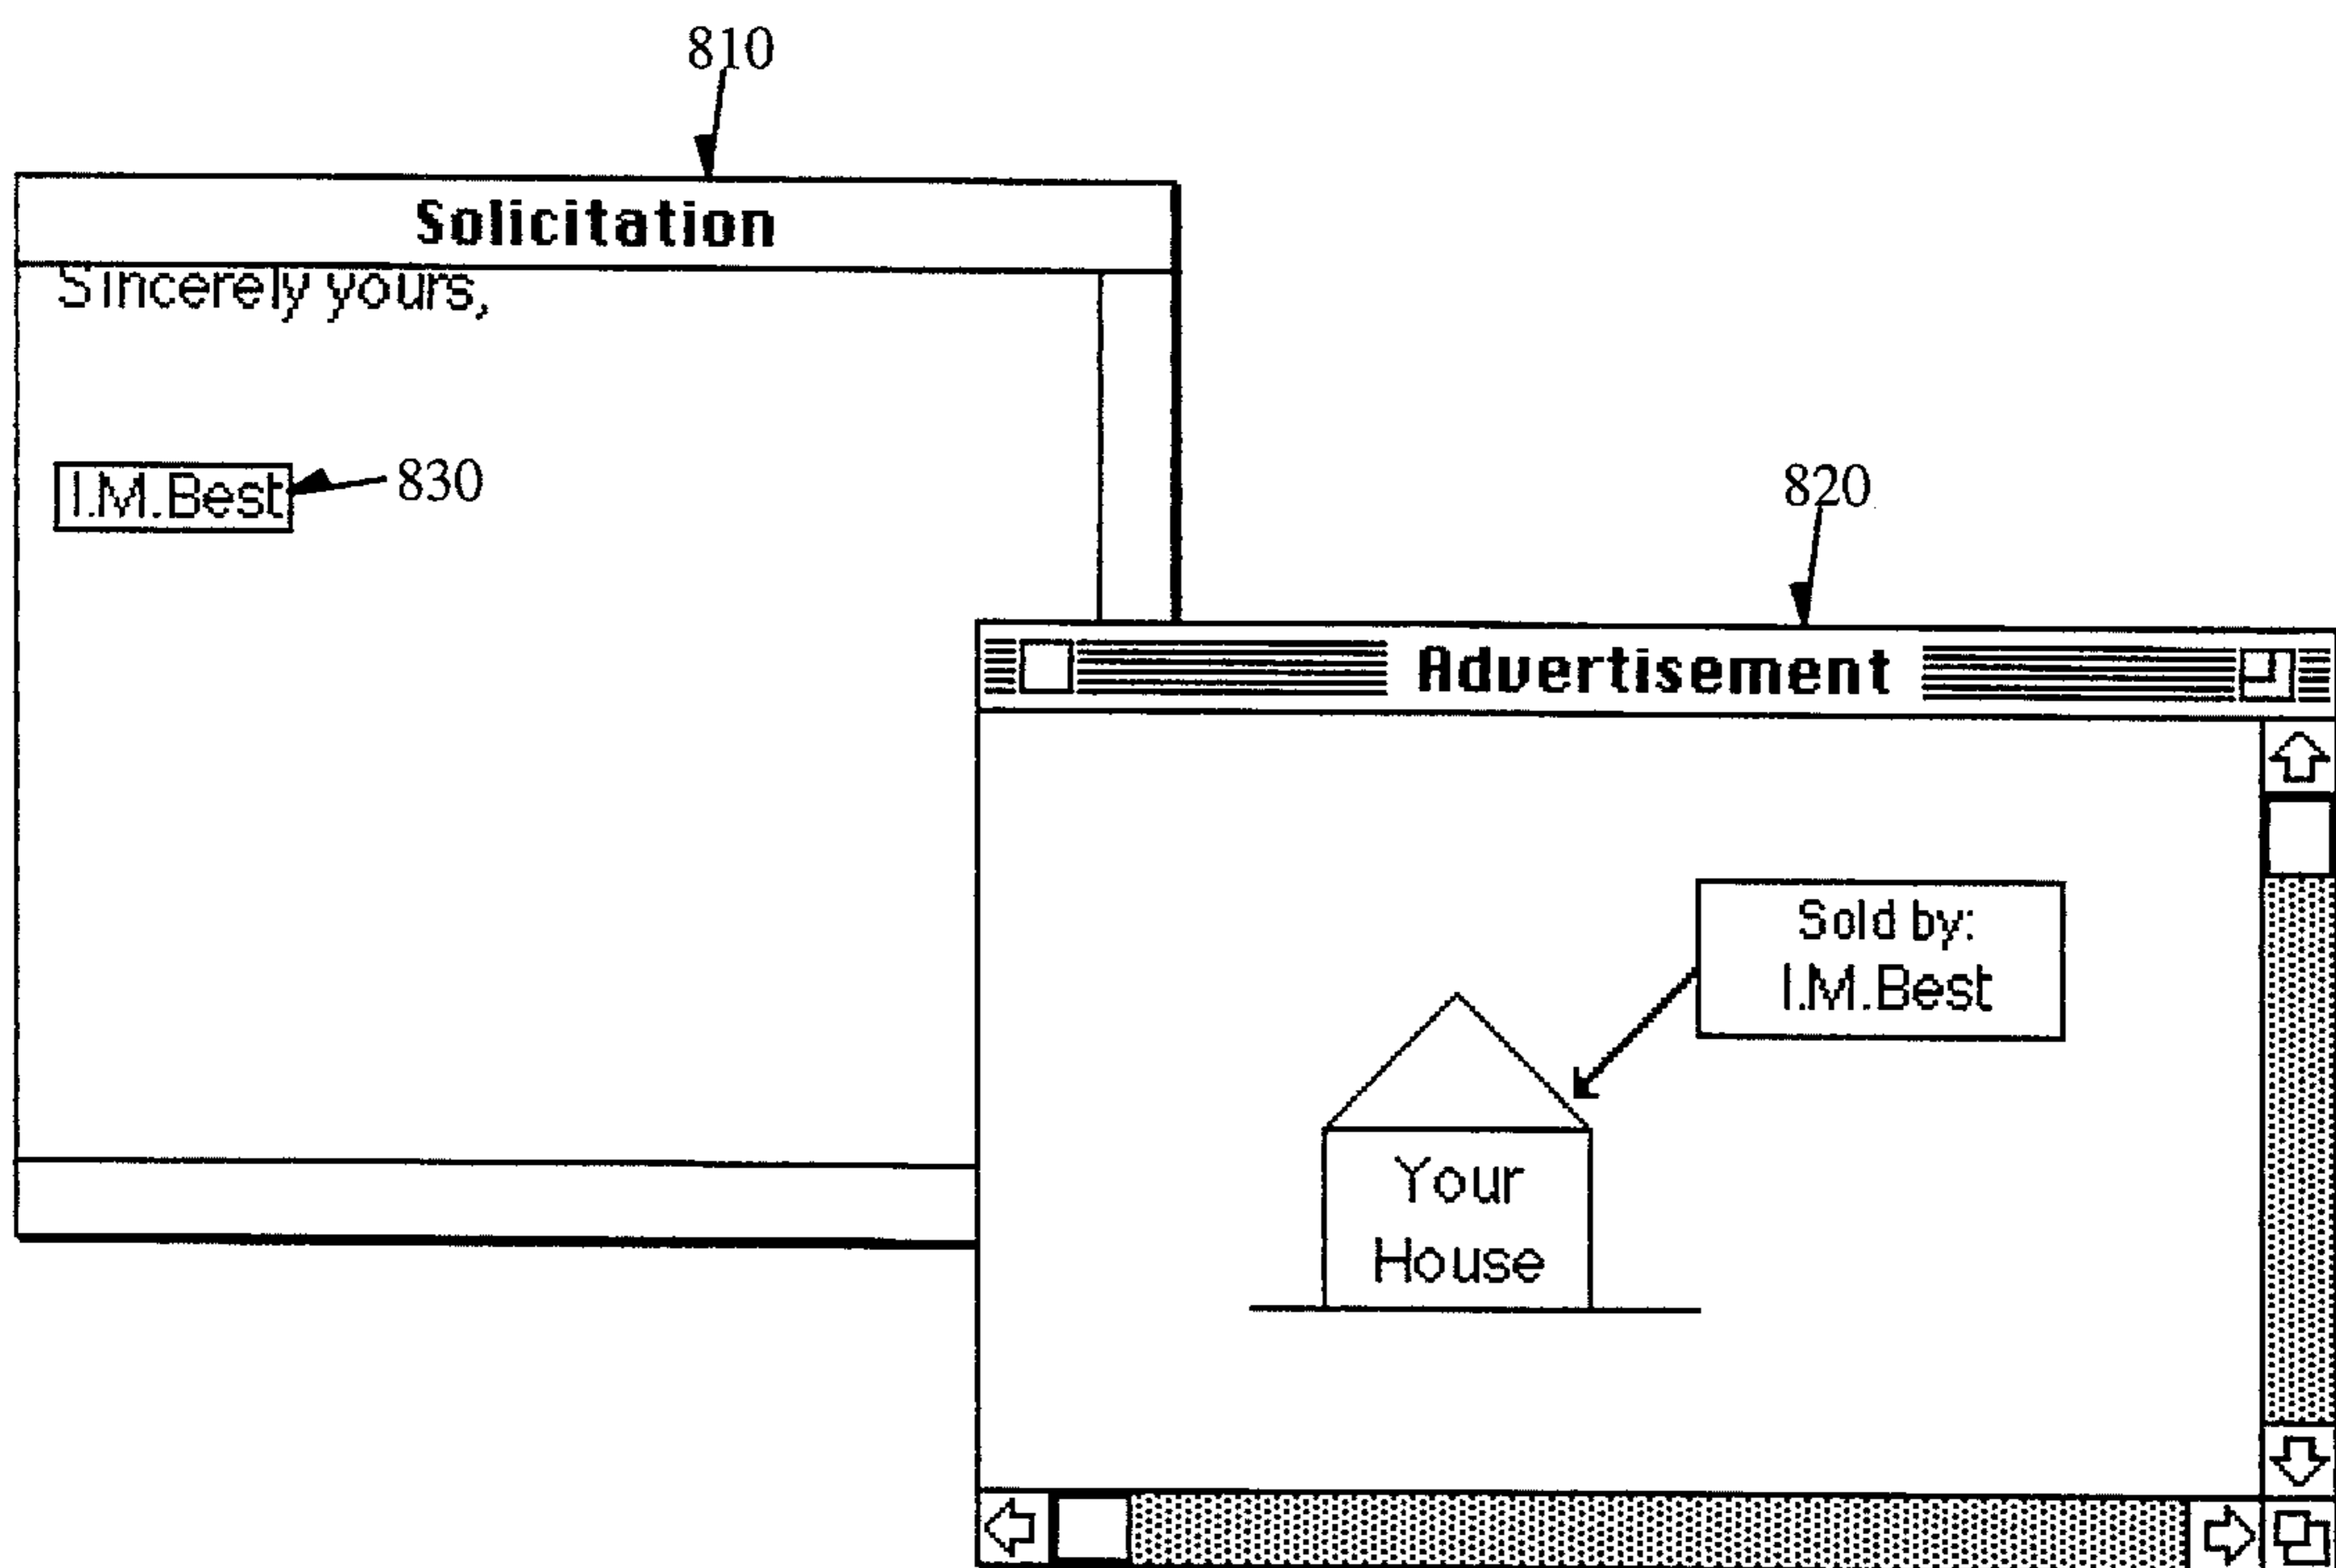 810
Solicitation
Sincerely yours,
I.M.Best
830
820
Advertisement
Sold by:
I.M.Best
Your
House